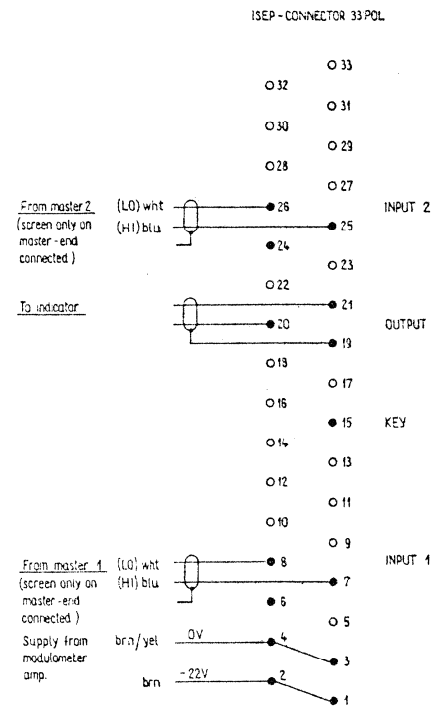 ISEP - CONNECTOR 33 POL.
33
32
31
30
29
28
27
From master 2 (LO) wht 26 INPUT 2
(screen only on (HI) blu 25
master - end 24
connected )
23
22
To indicator 21
20 OUTPUT
19
18
17
16
15 KEY
14
13
12
11
10
9
From master 1 (LO) wht 8 INPUT 1
(screen only on (HI) blu 7
master - end 6
connected )
5
Supply from brn/yel 0V 4
modulometer 3
amp.
brn -22V 2
1